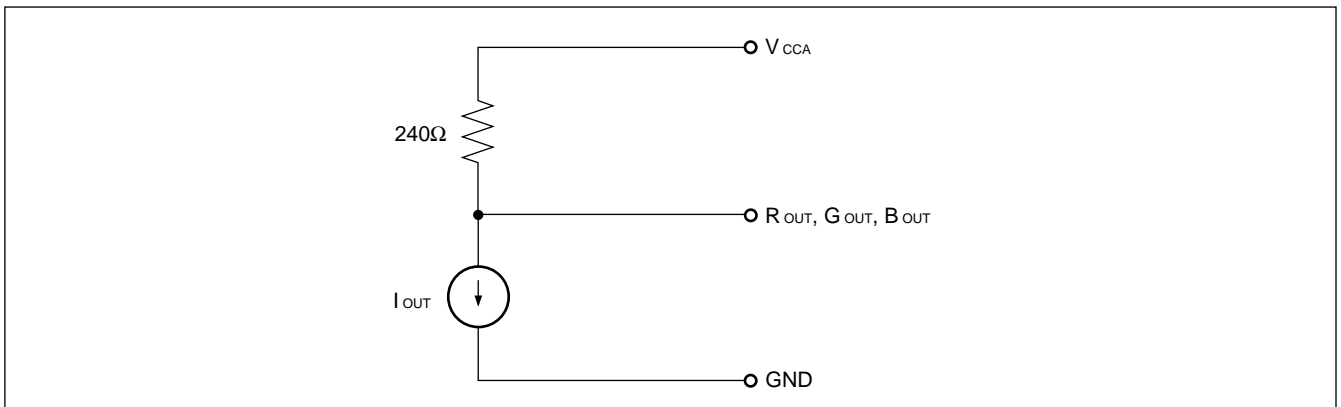 V CCA
240Ω
R OUT, G OUT, B OUT
I OUT
GND